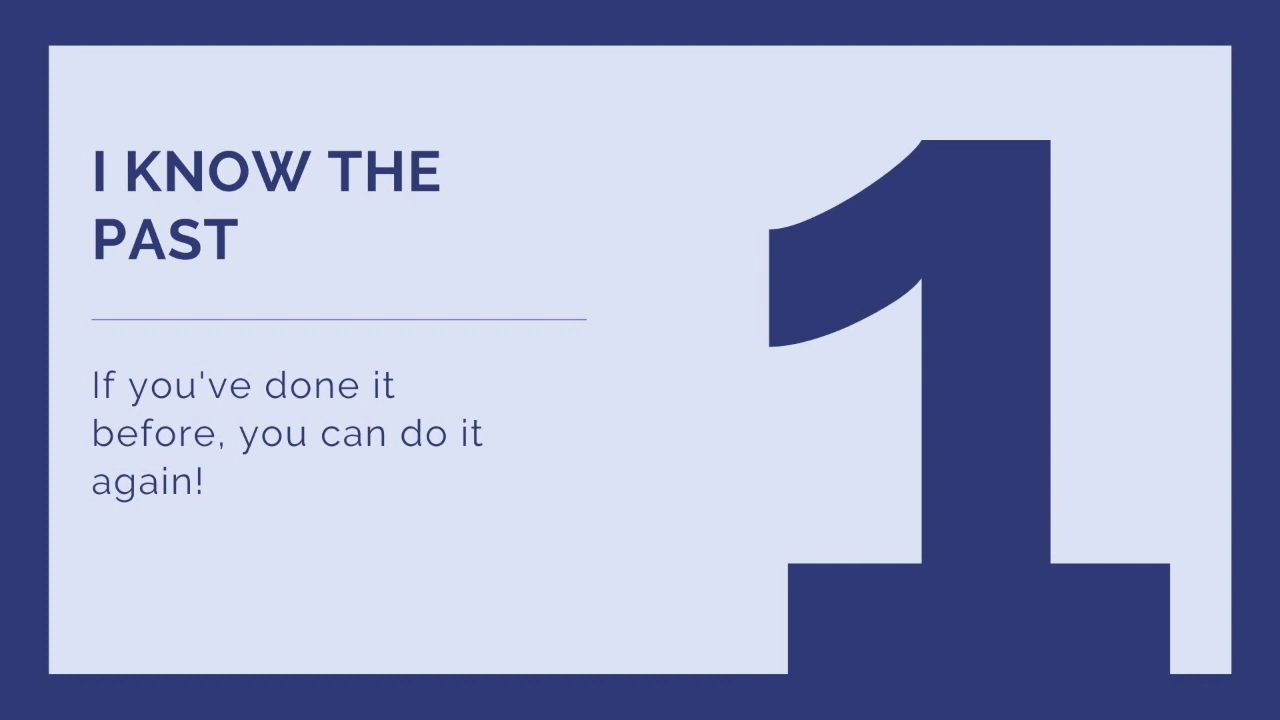 I KNOW THE
PAST
If you've done it
before, you can do it
again!
1